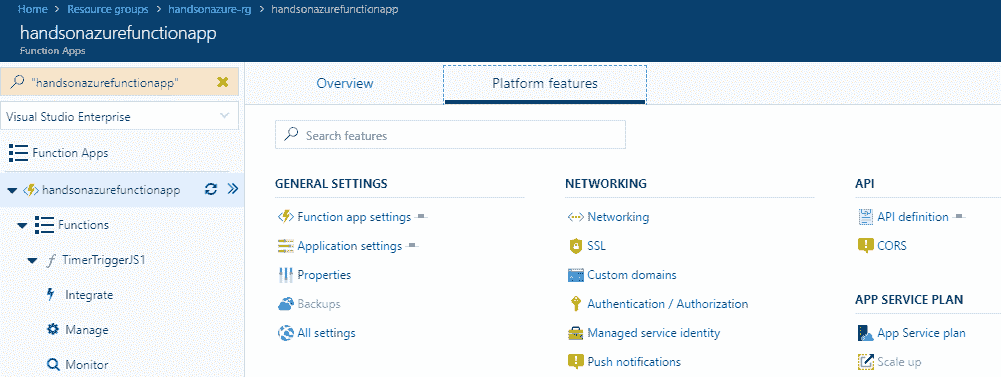 Home > Resource groups > handsonazure-rg > handsonazurefunctionapp
handsonazurefunctionapp
Function Apps
"handsonazurefunctionapp"
Visual Studio Enterprise
Function Apps
handsonazurefunctionapp
Functions
TimerTriggerJS1
Integrate
Manage
Monitor
Overview
Platform features
Search features
GENERAL SETTINGS
Function app settings
Application settings
Properties
Backups
All settings
NETWORKING
Networking
SSL
Custom domains
Authentication / Authorization
Managed service identity
Push notifications
API
API definition
CORS
APP SERVICE PLAN
App Service plan
Scale up